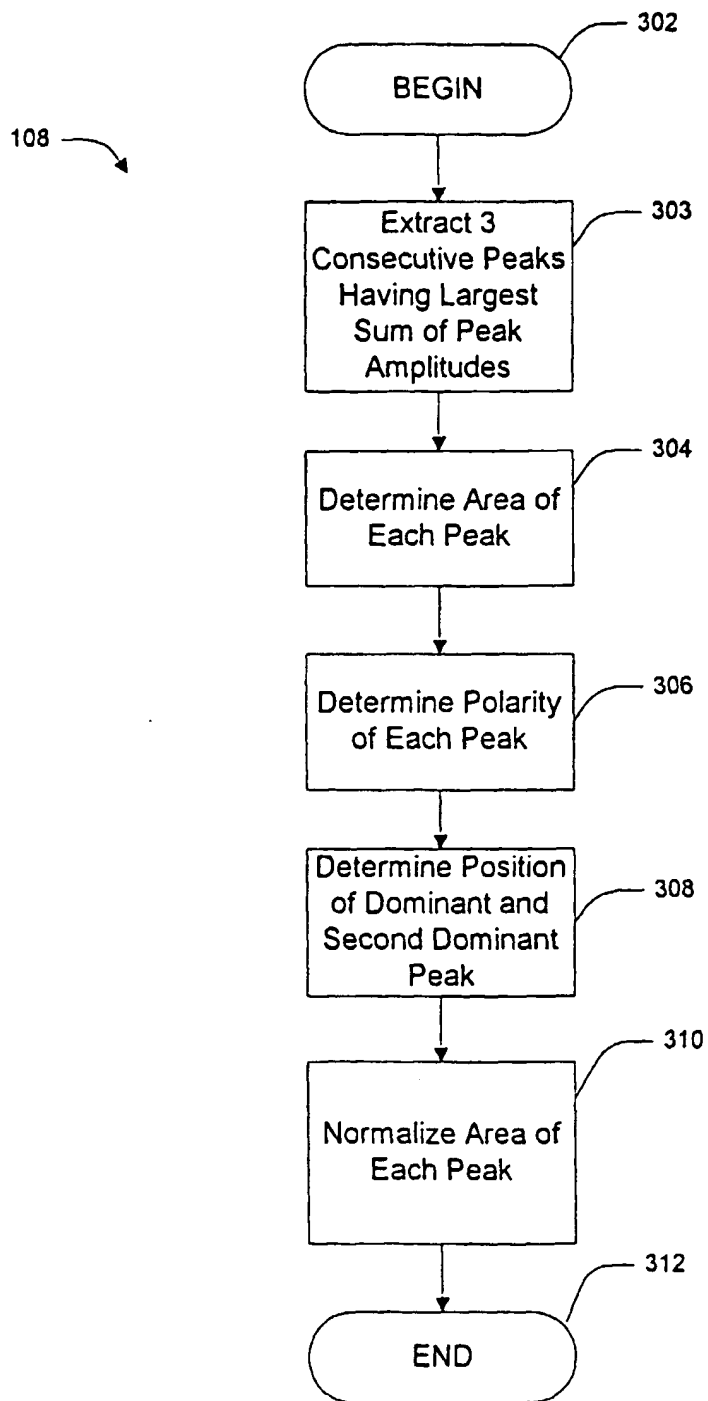 302
BEGIN
108
303
Extract 3
Consecutive Peaks
Having Largest
Sum of Peak
Amplitudes
304
Determine Area of
Each Peak
306
Determine Polarity
of Each Peak
308
Determine Position
of Dominant and
Second Dominant
Peak
310
Normalize Area of
Each Peak
312
END